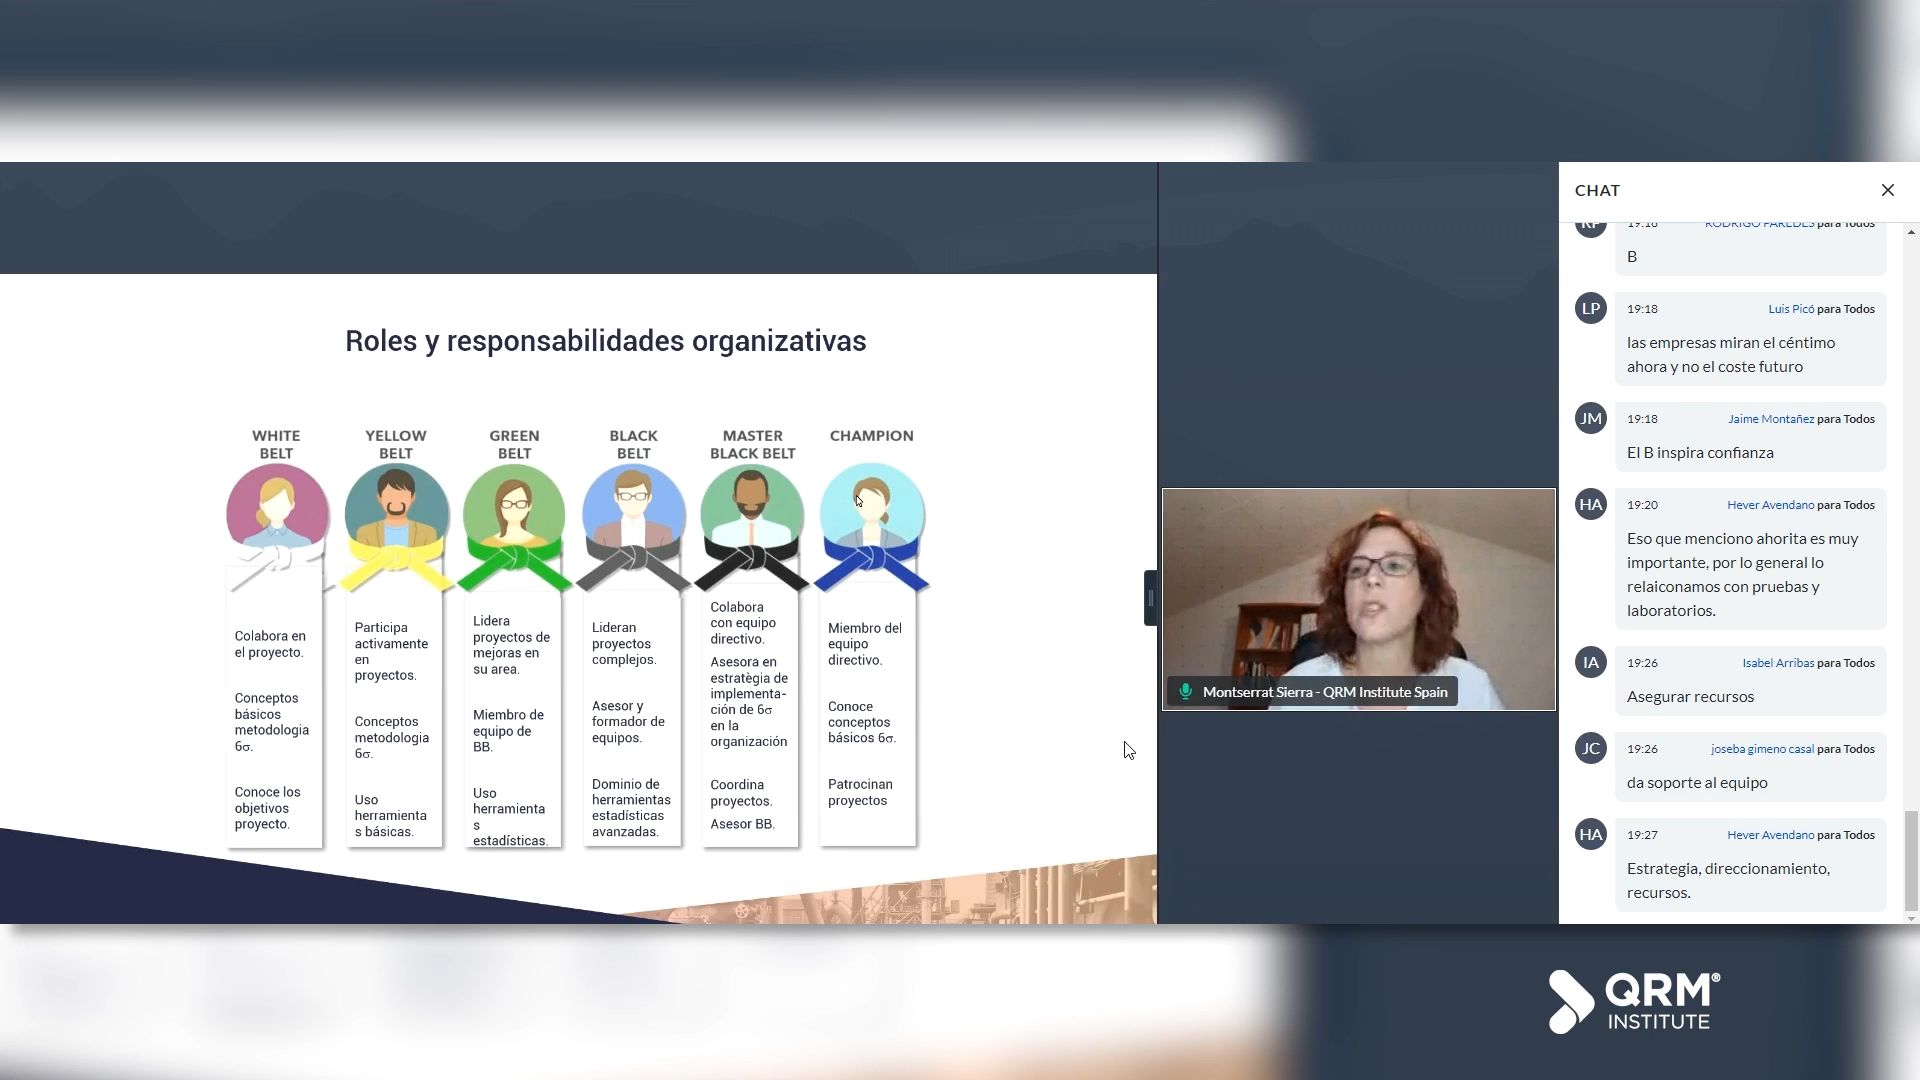 Roles y responsabilidades organizativas
WHITE
BELT
Colabora en
el proyecto.
Conceptos
básicos
metodologia
6σ.
Conoce los
objetivos
proyecto.
YELLOW
BELT
Participa
activamente
en
proyectos.
Conceptos
metodologia
6σ.
Uso
herramienta
s básicas.
GREEN
BELT
Lidera
proyectos de
mejoras en
su area.
Miembro de
equipo de
BB.
Uso
herramienta
s
estadísticas.
BLACK
BELT
Lideran
proyectos
complejos.
Asesor y
formador de
equipos.
Dominio de
herramientas
estadísticas
avanzadas.
MASTER
BLACK BELT
Colabora
con equipo
directivo.
Asesora en
estratègia de
implementa-
ción de 6σ
en la
organización
Coordina
proyectos.
Asesor BB.
CHAMPION
Miembro del
equipo
directivo.
Conoce
conceptos
básicos 6σ.
Patrocinan
proyectos
Montserrat Sierra - QRM Institute Spain
CHAT
RP 19:18 RODRIGO PAREDES para Todos
B
LP 19:18 Luis Picó para Todos
las empresas miran el céntimo
ahora y no el coste futuro
JM 19:18 Jaime Montañez para Todos
El B inspira confianza
HA 19:20 Hever Avendano para Todos
Eso que menciono ahorita es muy
importante, por lo general lo
relaiconamos con pruebas y
laboratorios.
IA 19:26 Isabel Arribas para Todos
Asegurar recursos
JC 19:26 joseba gimeno casal para Todos
da soporte al equipo
HA 19:27 Hever Avendano para Todos
Estrategia, direccionamiento,
recursos.
QRM®
INSTITUTE